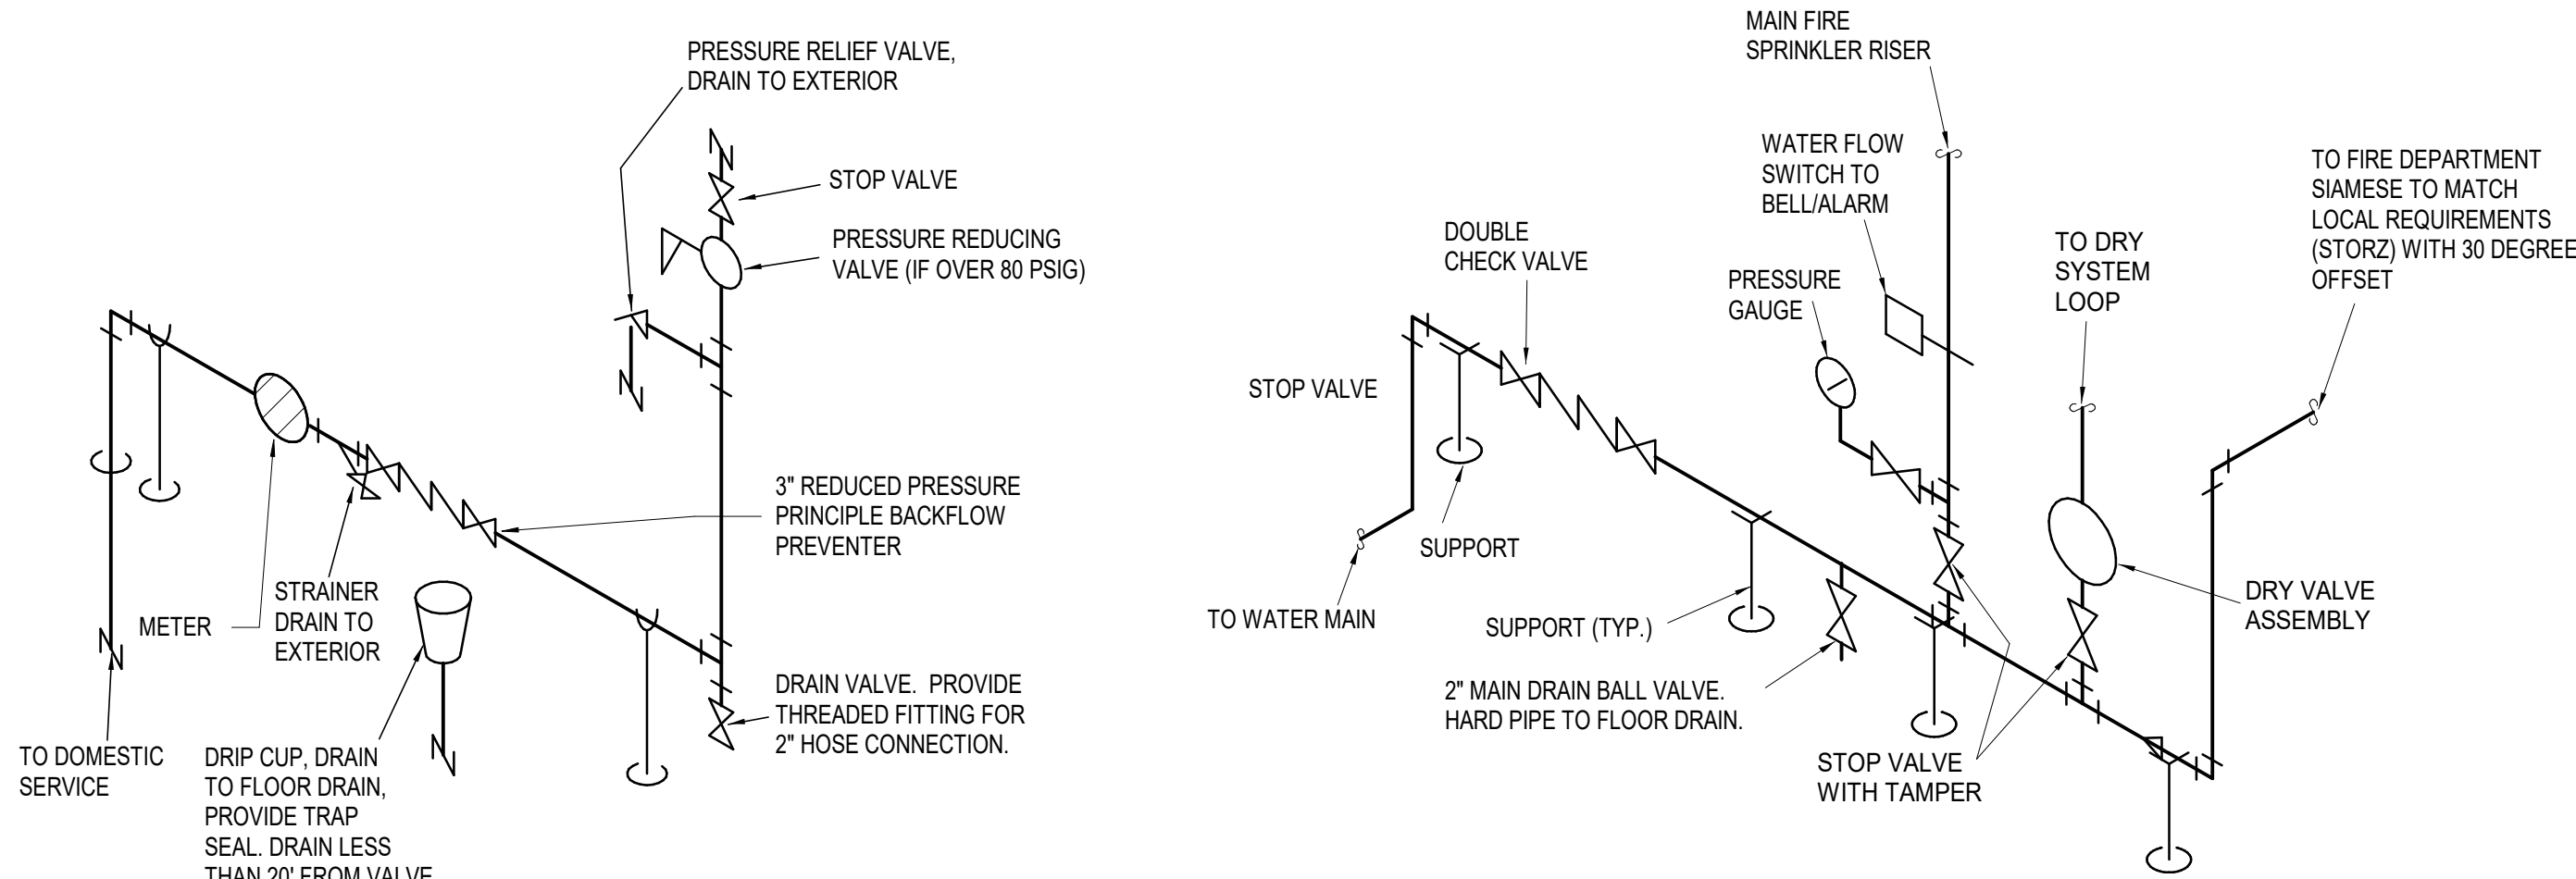 PRESSURE RELIEF VALVE,
DRAIN TO EXTERIOR
STOP VALVE
PRESSURE REDUCING
VALVE (IF OVER 80 PSIG)
3" REDUCED PRESSURE
PRINCIPLE BACKFLOW
PREVENTER
STRAINER
DRAIN TO
EXTERIOR
METER
DRAIN VALVE. PROVIDE
THREADED FITTING FOR
2" HOSE CONNECTION.
TO DOMESTIC
SERVICE
DRIP CUP, DRAIN
TO FLOOR DRAIN,
PROVIDE TRAP
SEAL. DRAIN LESS
THAN 20' FROM VALVE
MAIN FIRE
SPRINKLER RISER
WATER FLOW
SWITCH TO
BELL/ALARM
TO FIRE DEPARTMENT
SIAMESE TO MATCH
LOCAL REQUIREMENTS
(STORZ) WITH 30 DEGREE
OFFSET
DOUBLE
CHECK VALVE
TO DRY
SYSTEM
LOOP
PRESSURE
GAUGE
STOP VALVE
SUPPORT
TO WATER MAIN
SUPPORT (TYP.)
DRY VALVE
ASSEMBLY
2" MAIN DRAIN BALL VALVE.
HARD PIPE TO FLOOR DRAIN.
STOP VALVE
WITH TAMPER